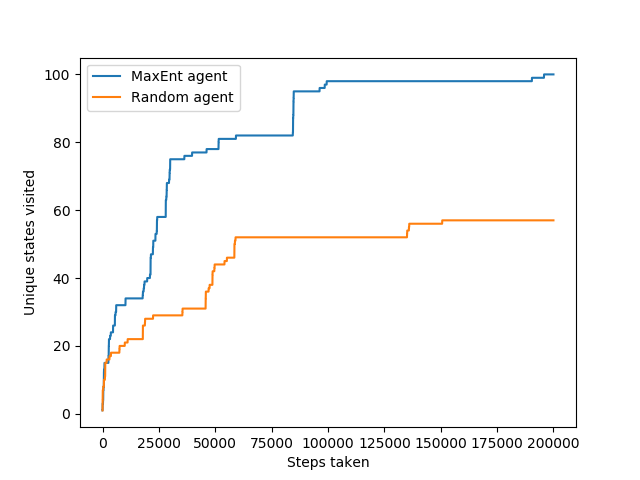 MaxEnt agent
Random agent
100
80
60
40
20
0
Unique states visited
0 25000 50000 75000 100000 125000 150000 175000 200000
Steps taken